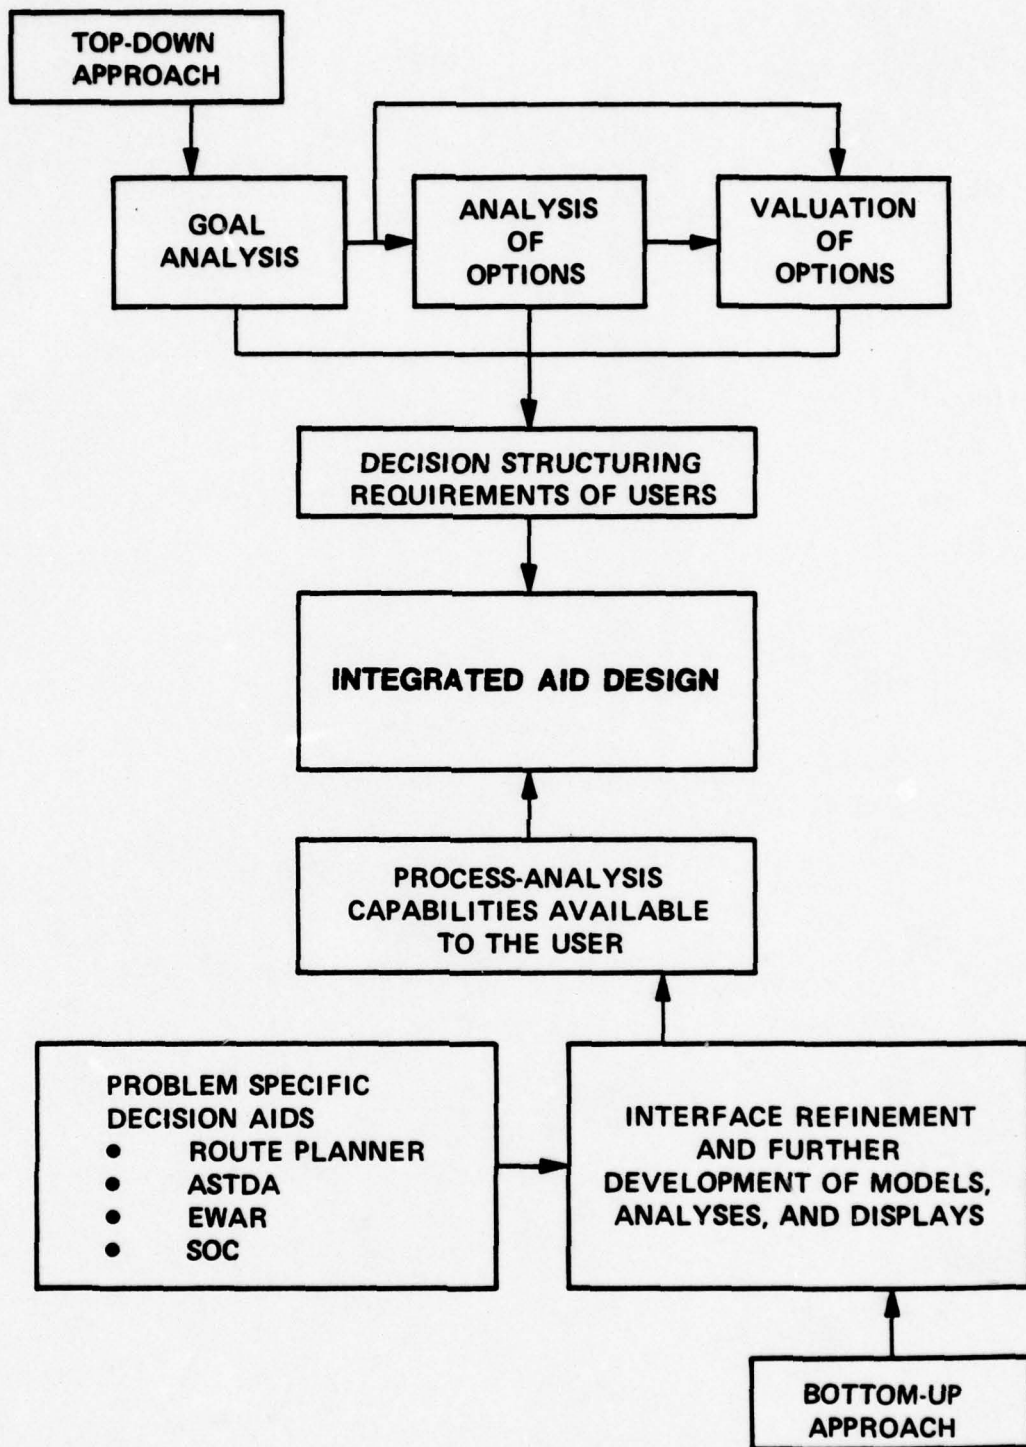 TOP-DOWN
APPROACH
GOAL
ANALYSIS
ANALYSIS
OF
OPTIONS
VALUATION
OF
OPTIONS
DECISION STRUCTURING
REQUIREMENTS OF USERS
INTEGRATED AID DESIGN
PROCESS-ANALYSIS
CAPABILITIES AVAILABLE
TO THE USER
PROBLEM SPECIFIC
DECISION AIDS
● ROUTE PLANNER
● ASTDA
● EWAR
● SOC
INTERFACE REFINEMENT
AND FURTHER
DEVELOPMENT OF MODELS,
ANALYSES, AND DISPLAYS
BOTTOM-UP
APPROACH